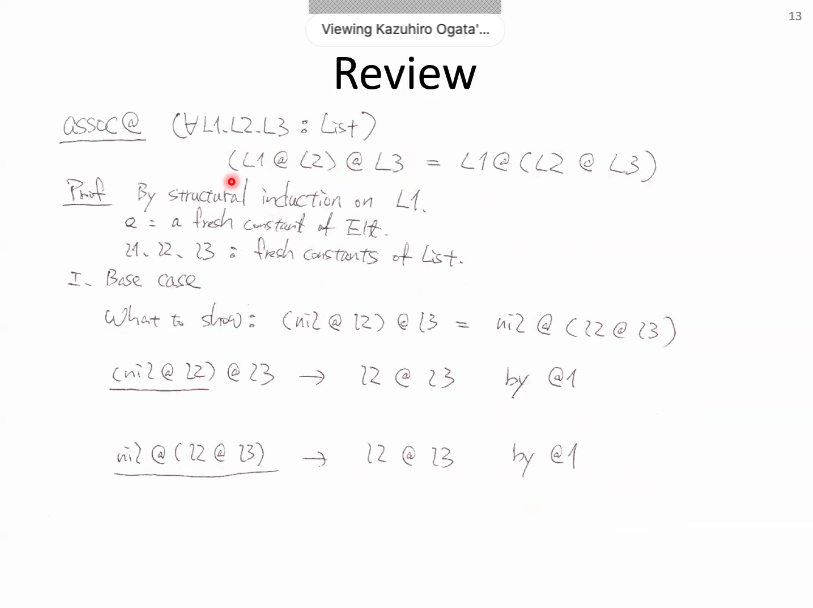 13
Viewing Kazuhiro Ogata'...
Review
assoc@ (∀L1.L2.L3 : List)
(L1 @ L2) @ L3 = L1 @ (L2 @ L3)
Proof By structural induction on L1.
e : a fresh constant of Elt.
l1、l2、l3 : fresh constants of List.
I. Base case
What to show: (nil @ l2) @ l3 = nil @ (l2 @ l3)
(nil @ l2) @ l3 → l2 @ l3 by @1
nil @ (l2 @ l3) → l2 @ l3 by @1